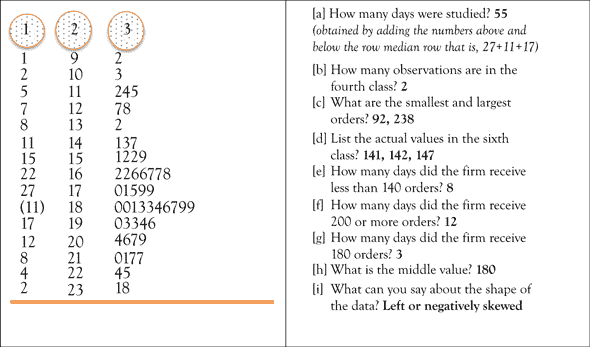 1 2 3
1 9 2
2 10 3
5 11 245
7 12 78
8 13 2
11 14 137
15 15 1229
22 16 2266778
27 17 01599
(11) 18 0013346799
17 19 03346
12 20 4679
8 21 0177
4 22 45
2 23 18
[a] How many days were studied? 55
(obtained by adding the numbers above and
below the row median row that is, 27+11+17)
[b] How many observations are in the
fourth class? 2
[c] What are the smallest and largest
orders? 92, 238
[d] List the actual values in the sixth
class? 141, 142, 147
[e] How many days did the firm receive
less than 140 orders? 8
[f] How many days did the firm receive
200 or more orders? 12
[g] How many days did the firm receive
180 orders? 3
[h] What is the middle value? 180
[i] What can you say about the shape of
the data? Left or negatively skewed